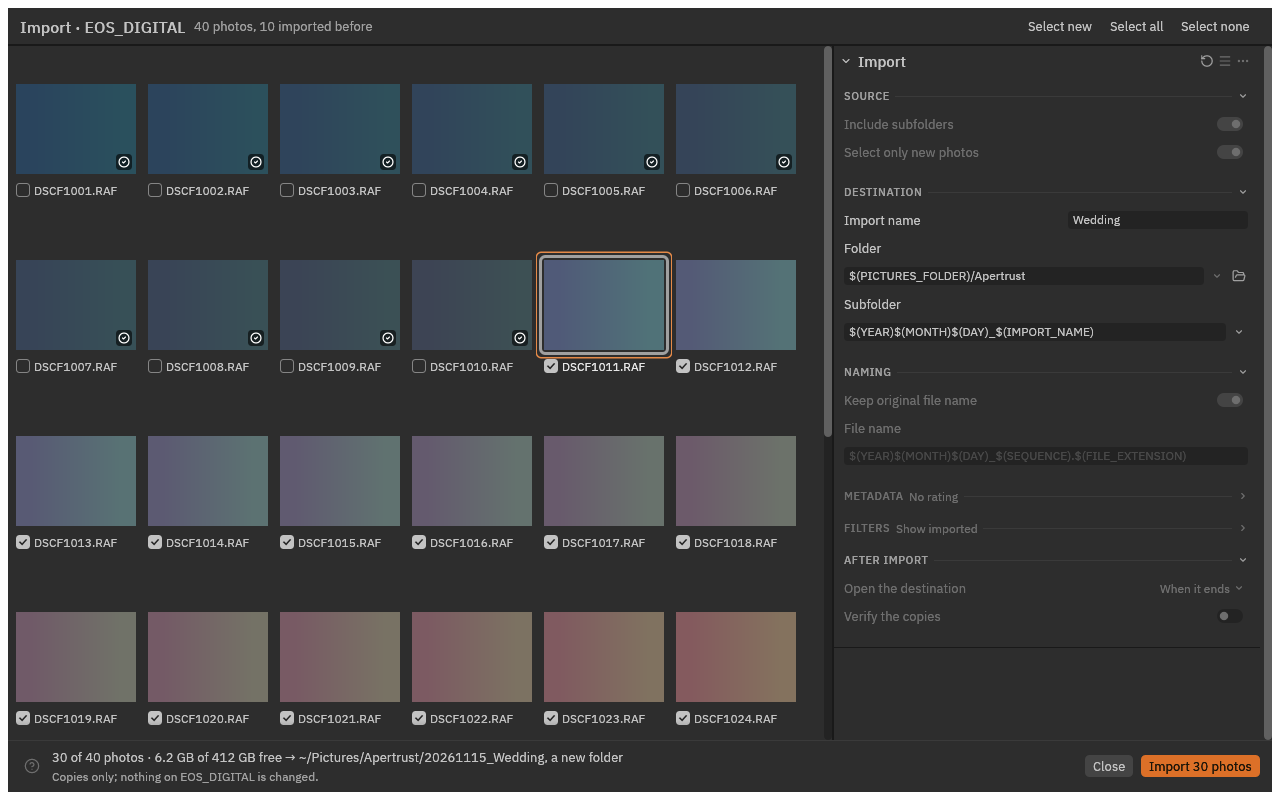 Import · EOS_DIGITAL 40 photos, 10 imported before Select new Select all Select none
Import
SOURCE
Include subfolders
Select only new photos
DESTINATION
Import name Wedding
Folder
$(PICTURES_FOLDER)/Apertrust
Subfolder
$(YEAR)$(MONTH)$(DAY)_$(IMPORT_NAME)
NAMING
Keep original file name
File name
$(YEAR)$(MONTH)$(DAY)_$(SEQUENCE).$(FILE_EXTENSION)
METADATA No rating
FILTERS Show imported
AFTER IMPORT
Open the destination When it ends
Verify the copies
DSCF1001.RAF DSCF1002.RAF DSCF1003.RAF DSCF1004.RAF DSCF1005.RAF DSCF1006.RAF
DSCF1007.RAF DSCF1008.RAF DSCF1009.RAF DSCF1010.RAF DSCF1011.RAF DSCF1012.RAF
DSCF1013.RAF DSCF1014.RAF DSCF1015.RAF DSCF1016.RAF DSCF1017.RAF DSCF1018.RAF
DSCF1019.RAF DSCF1020.RAF DSCF1021.RAF DSCF1022.RAF DSCF1023.RAF DSCF1024.RAF
30 of 40 photos · 6.2 GB of 412 GB free → ~/Pictures/Apertrust/20261115_Wedding, a new folder
Copies only; nothing on EOS_DIGITAL is changed.
Close Import 30 photos